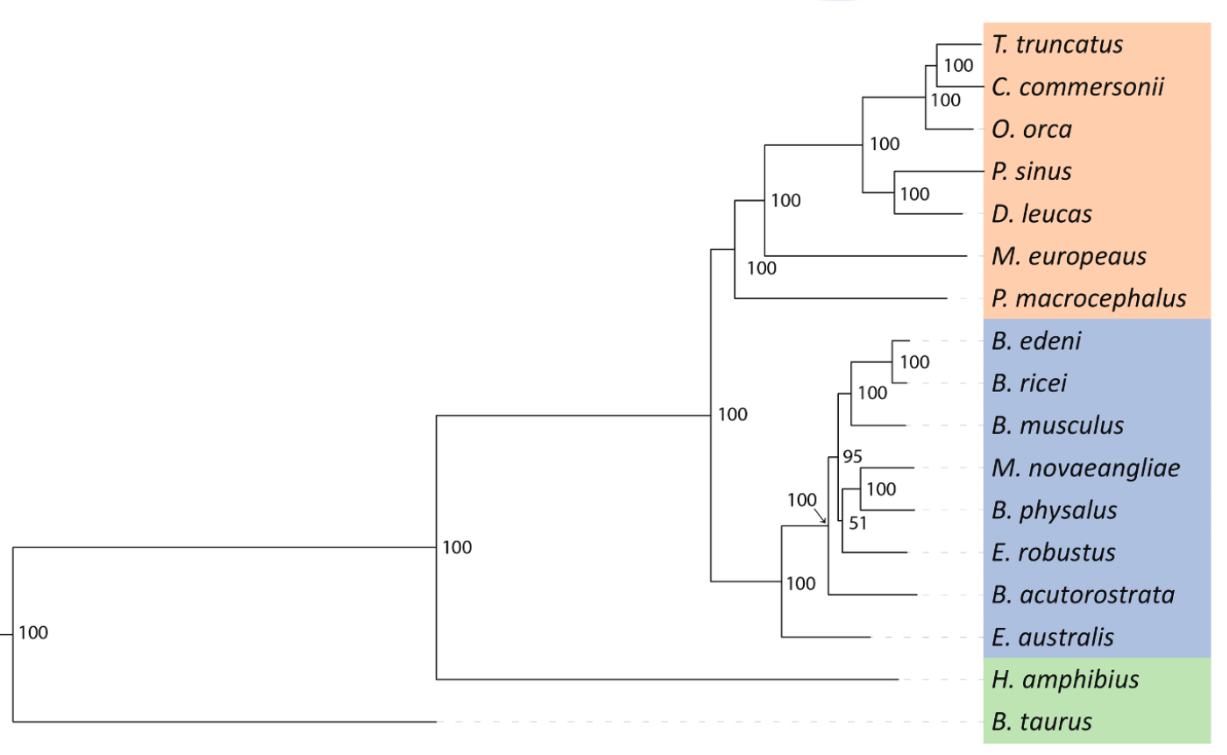 T. truncatus
100
C. commersonii
100
O. orca
100
P. sinus
100
D. leucas
100
M. europeaus
100
P. macrocephalus
B. edeni
100
B. ricei
100
B. musculus
100
95
M. novaeangliae
100
100
B. physalus
51
E. robustus
100
B. acutorostrata
E. australis
100
H. amphibius
100
B. taurus